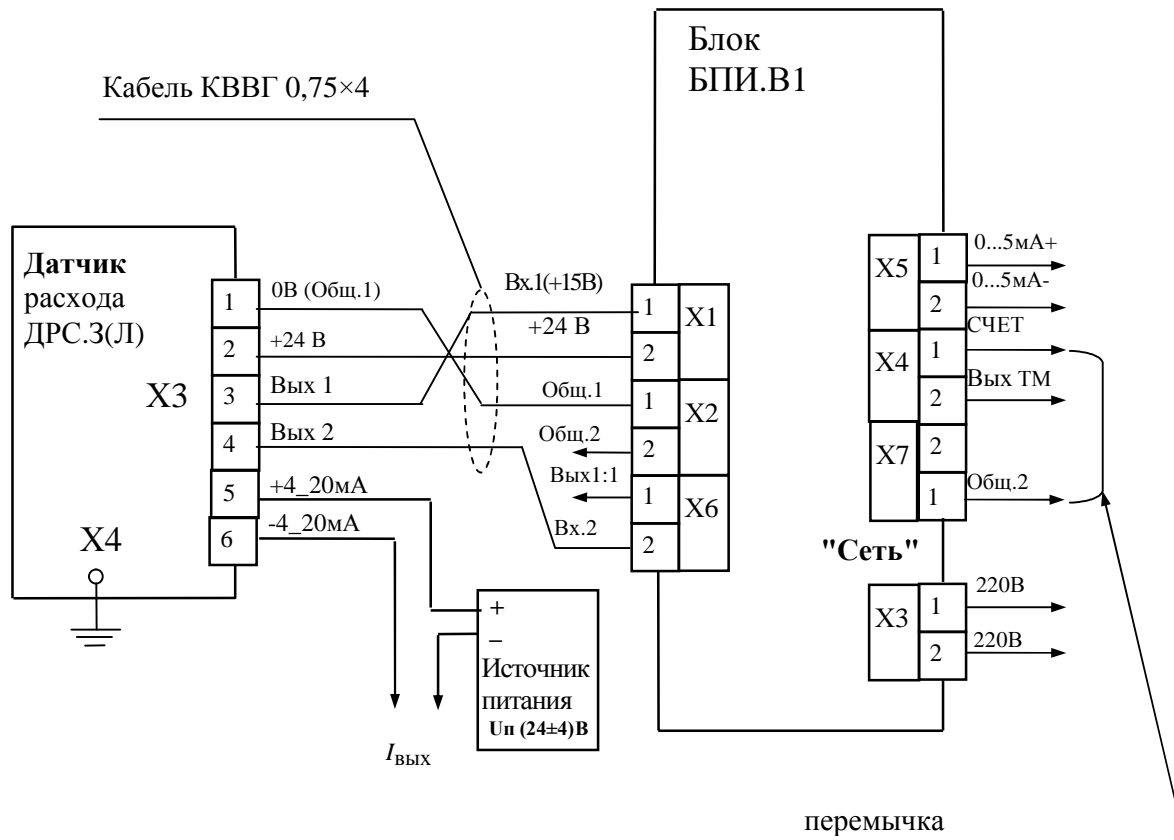 Блок
БПИ.В1
Кабель КВВГ 0,75×4
Датчик
расхода
ДРС.З(Л)
X3
X4
1
2
3
4
5
6
0В (Общ.1)
+24 В
Вых 1
Вых 2
+4_20мА
-4_20мА
Вх.1(+15В)
+24 В
Общ.1
Общ.2
Вых1:1
Вх.2
1
2
1
2
1
2
X1
X2
X6
X5
X4
X7
1
2
1
2
2
1
0...5мА+
0...5мА-
СЧЕТ
Вых ТМ
Общ.2
"Сеть"
X3
1
2
220В
220В
+
–
Источник
питания
Uп (24±4)В
Iвых
перемычка